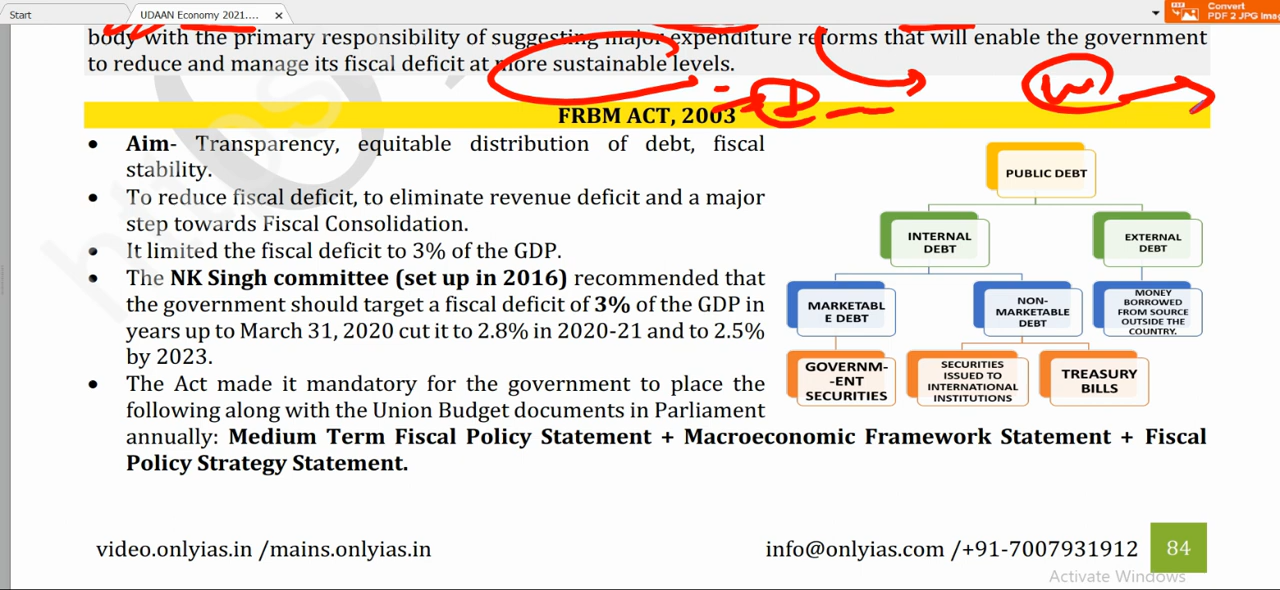 Start
UDAAN Economy 2021....
Convert
PDF 2 JPG Imag
body with the primary responsibility of suggesting major expenditure reforms that will enable the government
to reduce and manage its fiscal deficit at more sustainable levels.
FRBM ACT, 2003
• Aim- Transparency, equitable distribution of debt, fiscal
stability.
• To reduce fiscal deficit, to eliminate revenue deficit and a major
step towards Fiscal Consolidation.
• It limited the fiscal deficit to 3% of the GDP.
• The NK Singh committee (set up in 2016) recommended that
the government should target a fiscal deficit of 3% of the GDP in
years up to March 31, 2020 cut it to 2.8% in 2020-21 and to 2.5%
by 2023.
• The Act made it mandatory for the government to place the
following along with the Union Budget documents in Parliament
annually: Medium Term Fiscal Policy Statement + Macroeconomic Framework Statement + Fiscal
Policy Strategy Statement.
PUBLIC DEBT
INTERNAL
DEBT
EXTERNAL
DEBT
MARKETABL
E DEBT
NON-
MARKETABLE
DEBT
MONEY
BORROWED
FROM SOURCE
OUTSIDE THE
COUNTRY.
GOVERNM-
-ENT
SECURITIES
SECURITIES
ISSUED TO
INTERNATIONAL
INSTITUTIONS
TREASURY
BILLS
video.onlyias.in /mains.onlyias.in
info@onlyias.com /+91-7007931912
84
Activate Windows